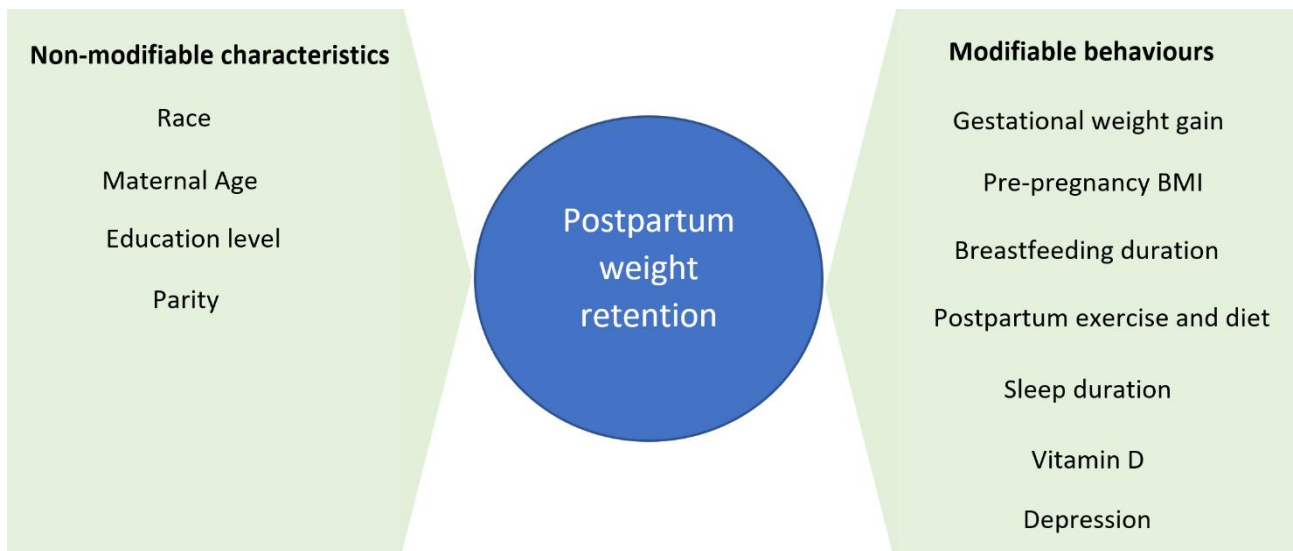 Non-modifiable characteristics
Race
Maternal Age
Education level
Parity
Postpartum
weight
retention
Modifiable behaviours
Gestational weight gain
Pre-pregnancy BMI
Breastfeeding duration
Postpartum exercise and diet
Sleep duration
Vitamin D
Depression